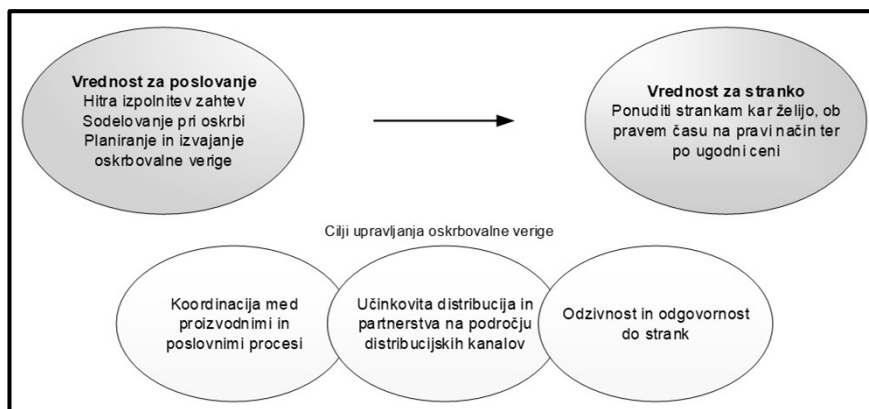 Vrednost za poslovanje
Hitra izpolnitev zahtev
Sodelovanje pri oskrbi
Planiranje in izvajanje
oskrbovalne verige
Vrednost za stranko
Ponuditi strankam kar želijo, ob
pravem času na pravi način ter
po ugodni ceni
Cilji upravljanja oskrbovalne verige
Koordinacija med
proizvodnimi in
poslovnimi procesi
Učinkovita distribucija in
partnerstva na področju
distribucijskih kanalov
Odzivnost in odgovornost
do strank